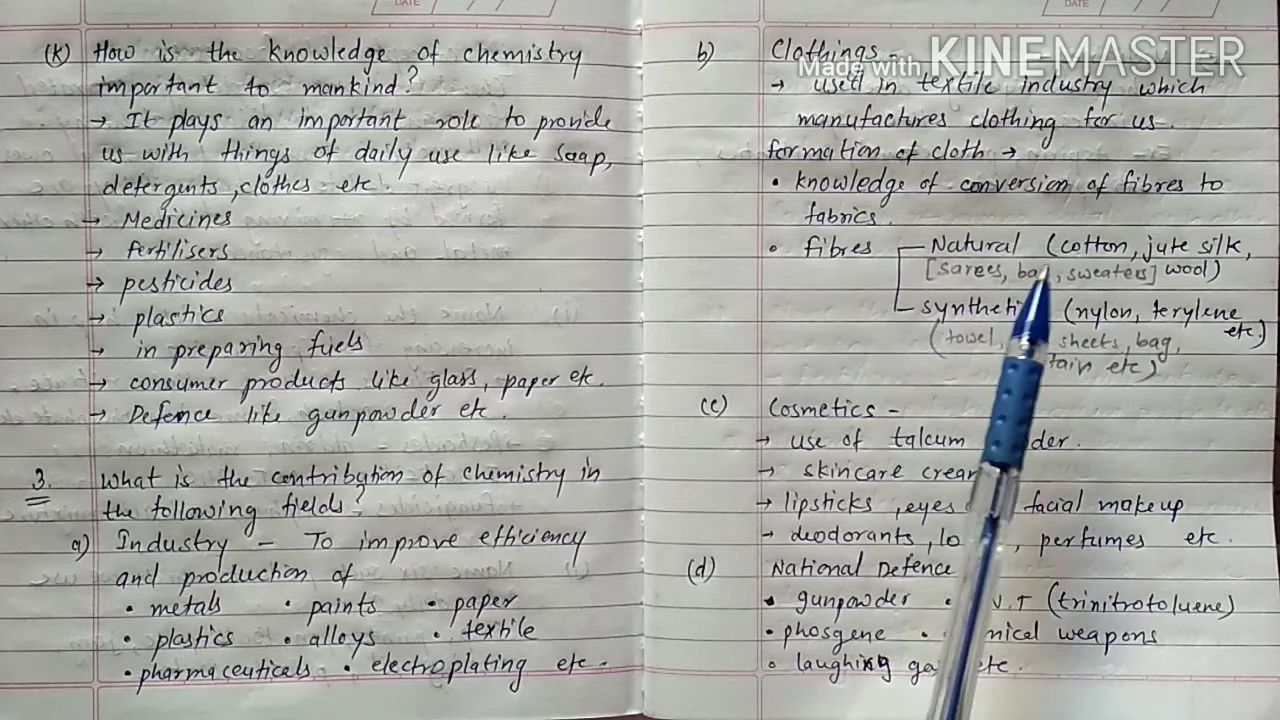 DATE
(K) How is the knowledge of chemistry
important to mankind?
→ It plays an important role to provide
us with things of daily use like soap,
detergents, clothes etc.
→ Medicines
→ fertilisers
→ pesticides
→ plastics
→ in preparing fuels
→ consumer products like glass, paper etc.
→ Defence like gunpowder etc.
3. What is the contribution of chemistry in
the following fields?
a) Industry - To improve efficiency
and production of
• metals • paints • paper
• plastics • alloys • textile
• pharmaceuticals • electroplating etc.
DATE
Made with KINEMASTER
b) Clothings -
→ used in textile industry which
manufactures clothing for us.
formation of cloth →
• knowledge of conversion of fibres to
fabrics.
• fibres Natural (cotton, jute silk,
[sarees, , sweaters] wool)
(nylon, terylene
etc.)
(towel, sheets, bag,
etc)
(c) Cosmetics -
→ use of talcum
→ skincare
→ lipsticks , facial makeup
→ deodorants, , perfumes etc.
(d) National Defence
• gunpowder • (trinitrotoluene)
• phosgene • weapons
• laughing etc.